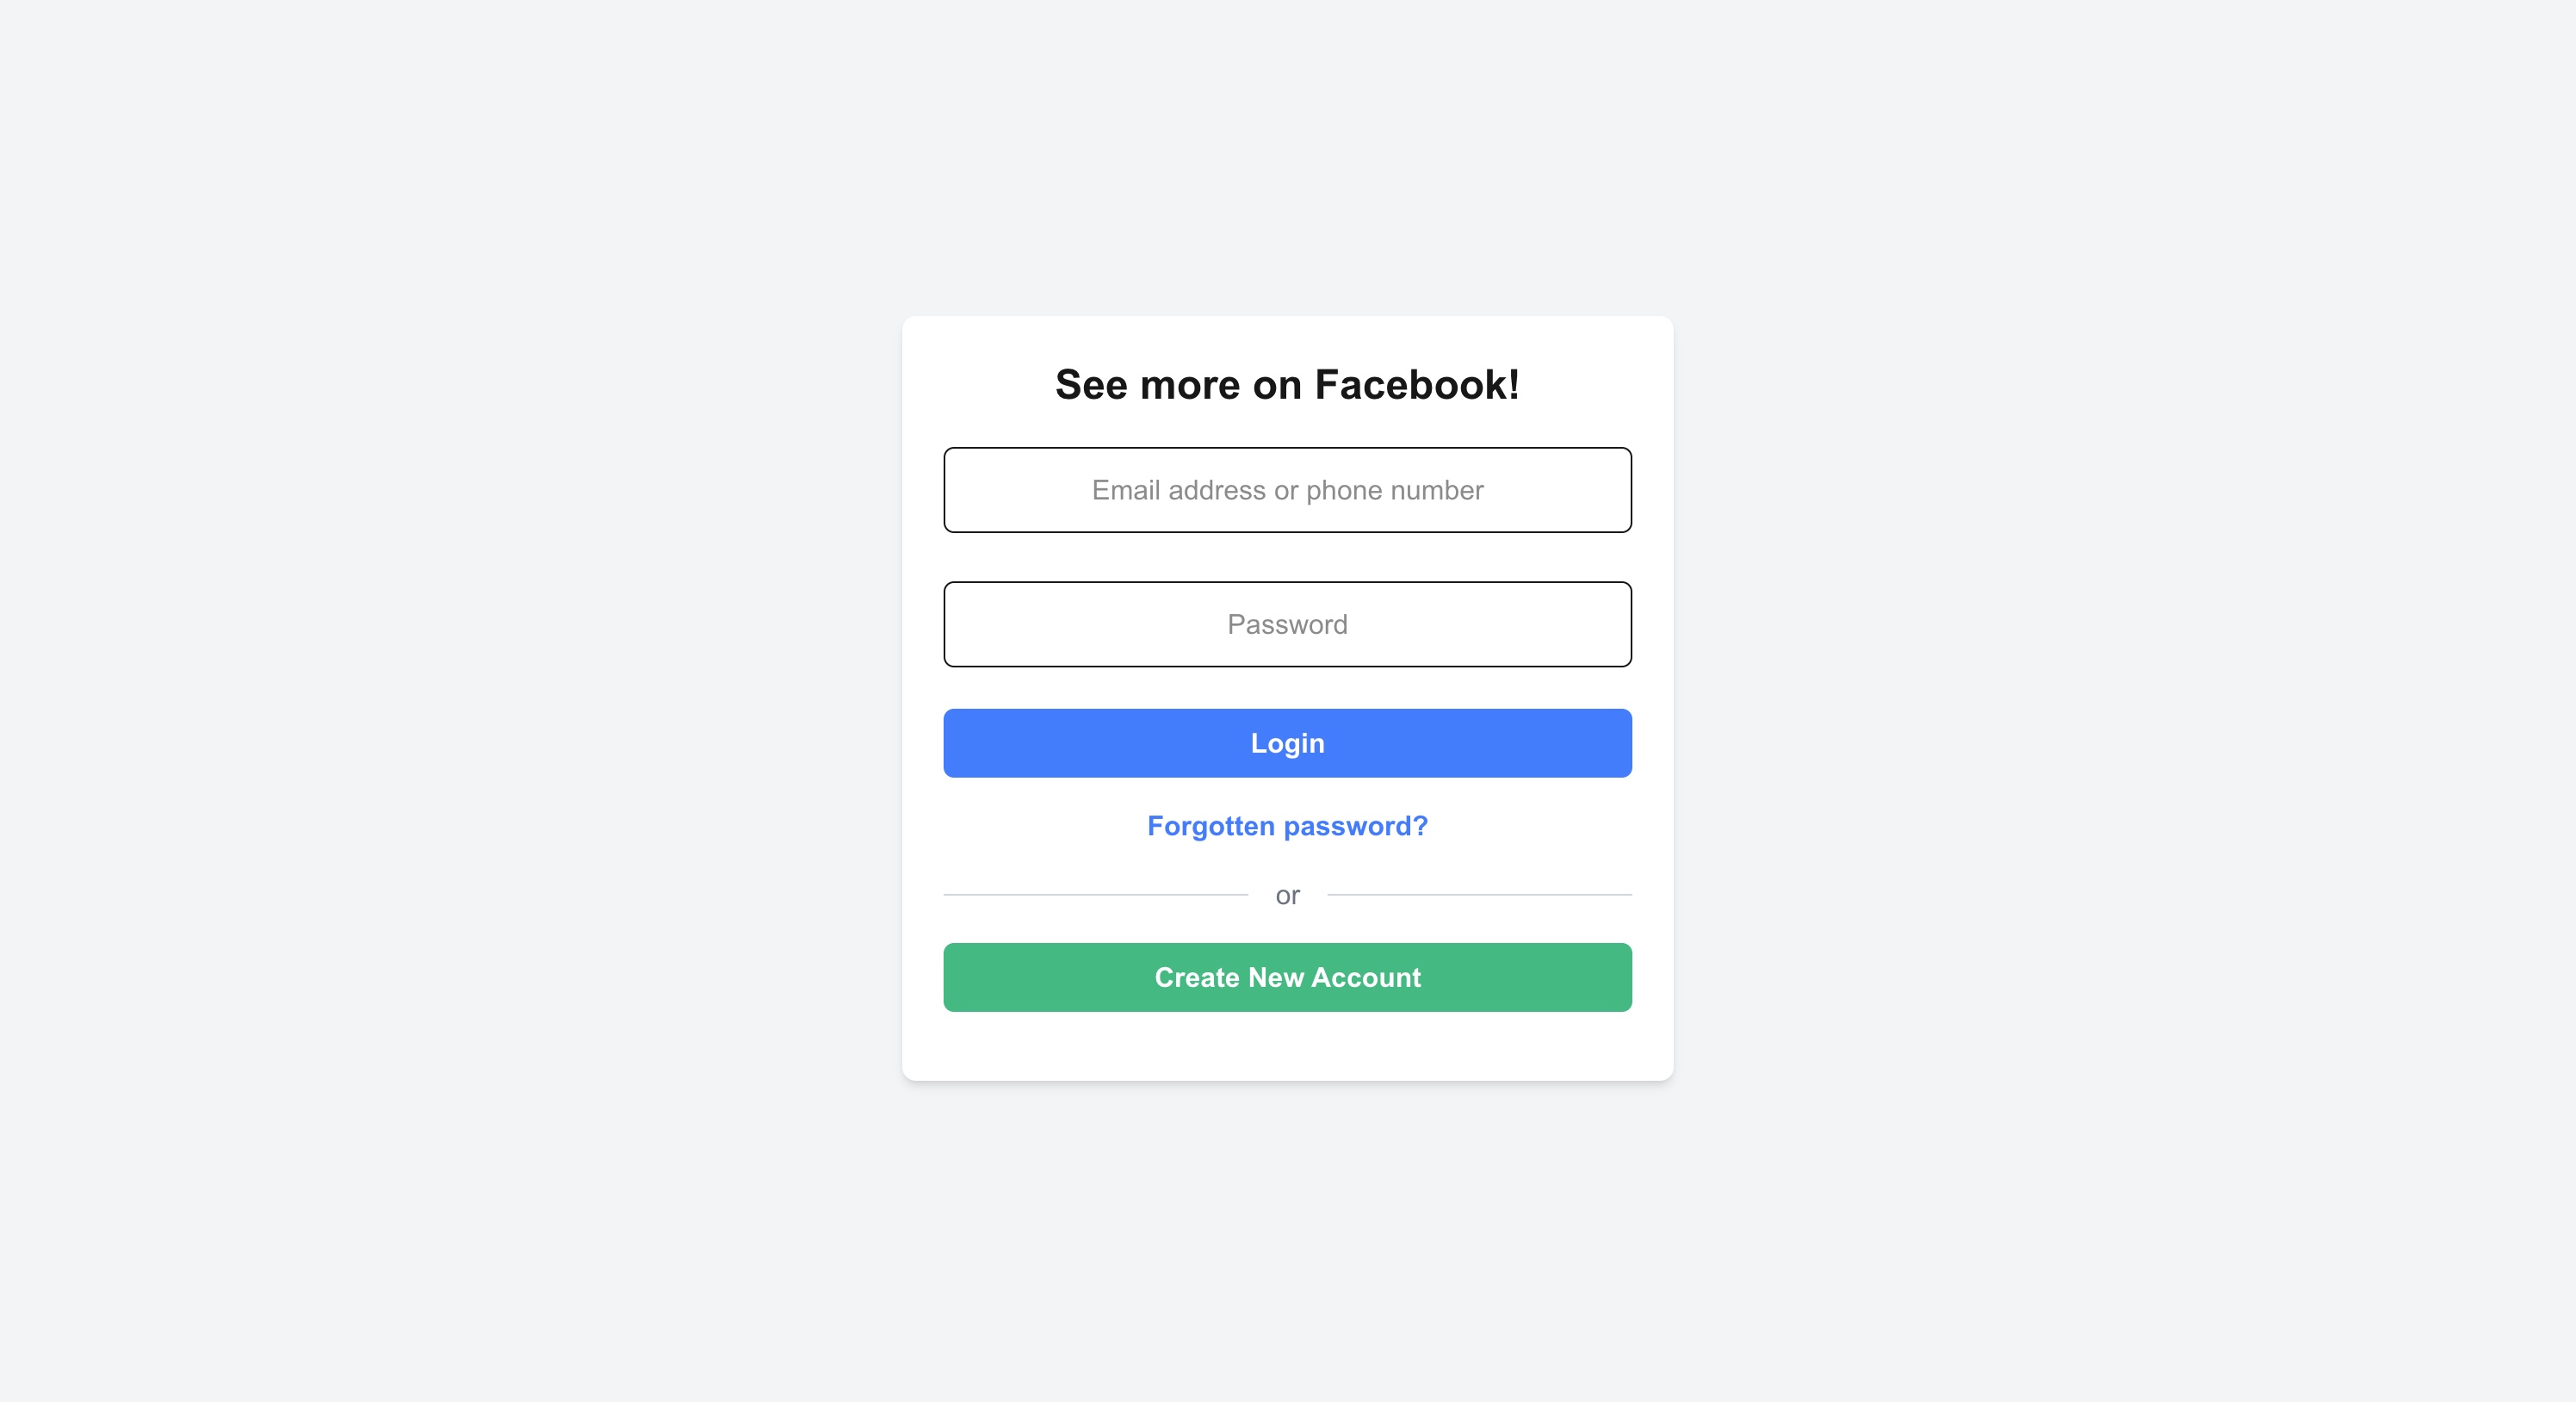 See more on Facebook!
Email address or phone number
Password
Login
Forgotten password?
or
Create New Account